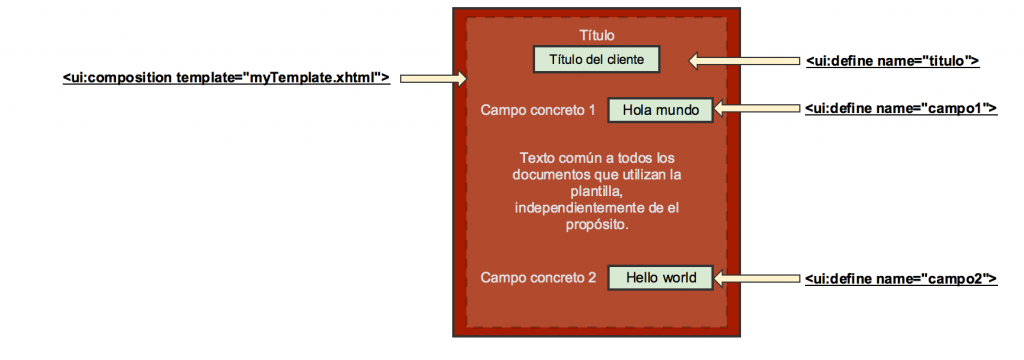 Título
Título del cliente
<ui:define name="titulo">
<ui:composition template="myTemplate.xhtml">
Campo concreto 1
Hola mundo
<ui:define name="campo1">
Texto común a todos los
documentos que utilizan la
plantilla,
independientemente de el
propósito.
Campo concreto 2
Hello world
<ui:define name="campo2">